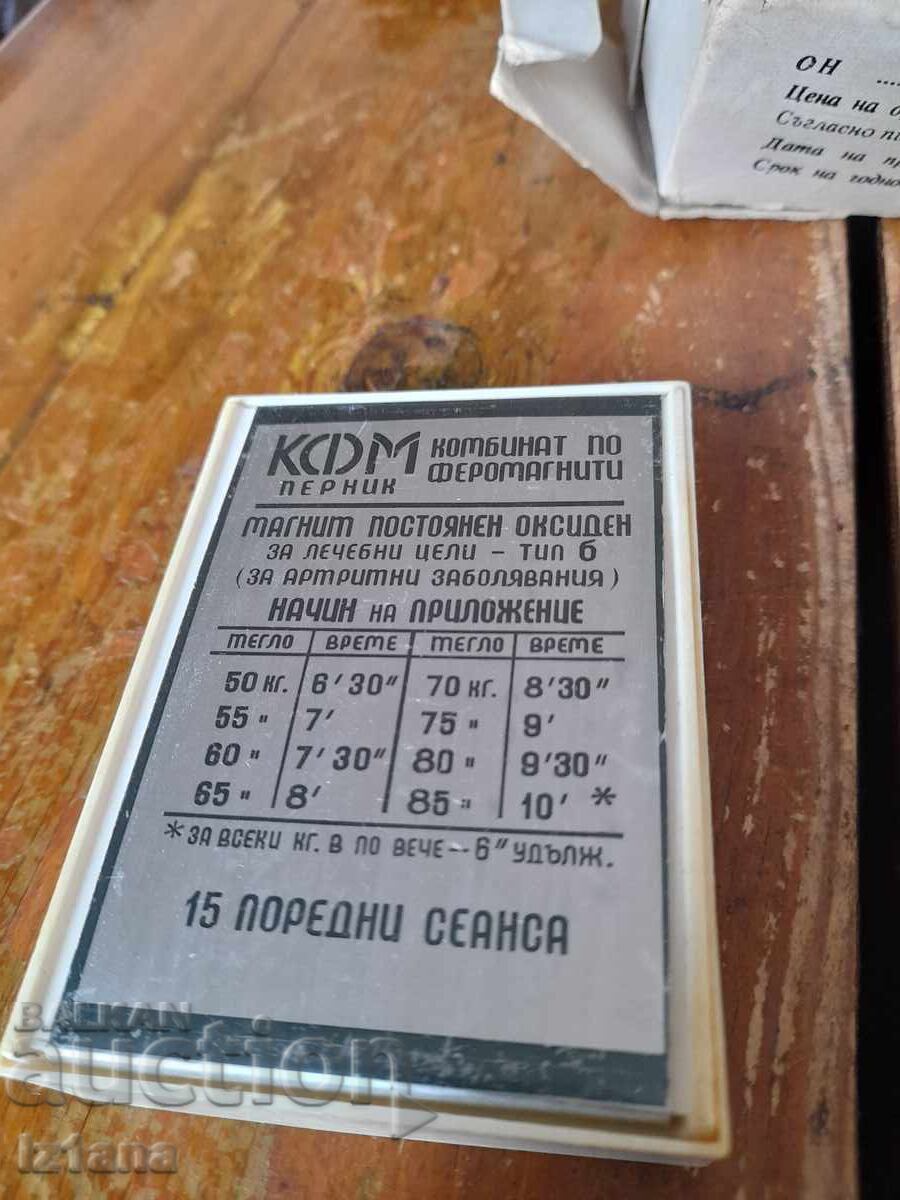 ОН ....
Цена на
Съгласно
Дата на
Срок на
КФМ КОМБИНАТ ПО
ПЕРНИК ФЕРОМАГНИТИ
МАГНИТ ПОСТОЯНЕН ОКСИДЕН
ЗА ЛЕЧЕБНИ ЦЕЛИ - ТИП Б
(ЗА АРТРИТНИ ЗАБОЛЯВАНИЯ)
НАЧИН НА ПРИЛОЖЕНИЕ
ТЕГЛО ВРЕМЕ ТЕГЛО ВРЕМЕ
50 КГ. 6'30" 70 КГ. 8'30"
55 " 7' 75 " 9'
60 " 7'30" 80 " 9'30"
65 " 8' 85 " 10' *
* ЗА ВСЕКИ КГ. В ПО ВЕЧЕ -- 6" УДЪЛЖ.
15 ПОРЕДНИ СЕАНСА
BALKAN
auction
iz1ana